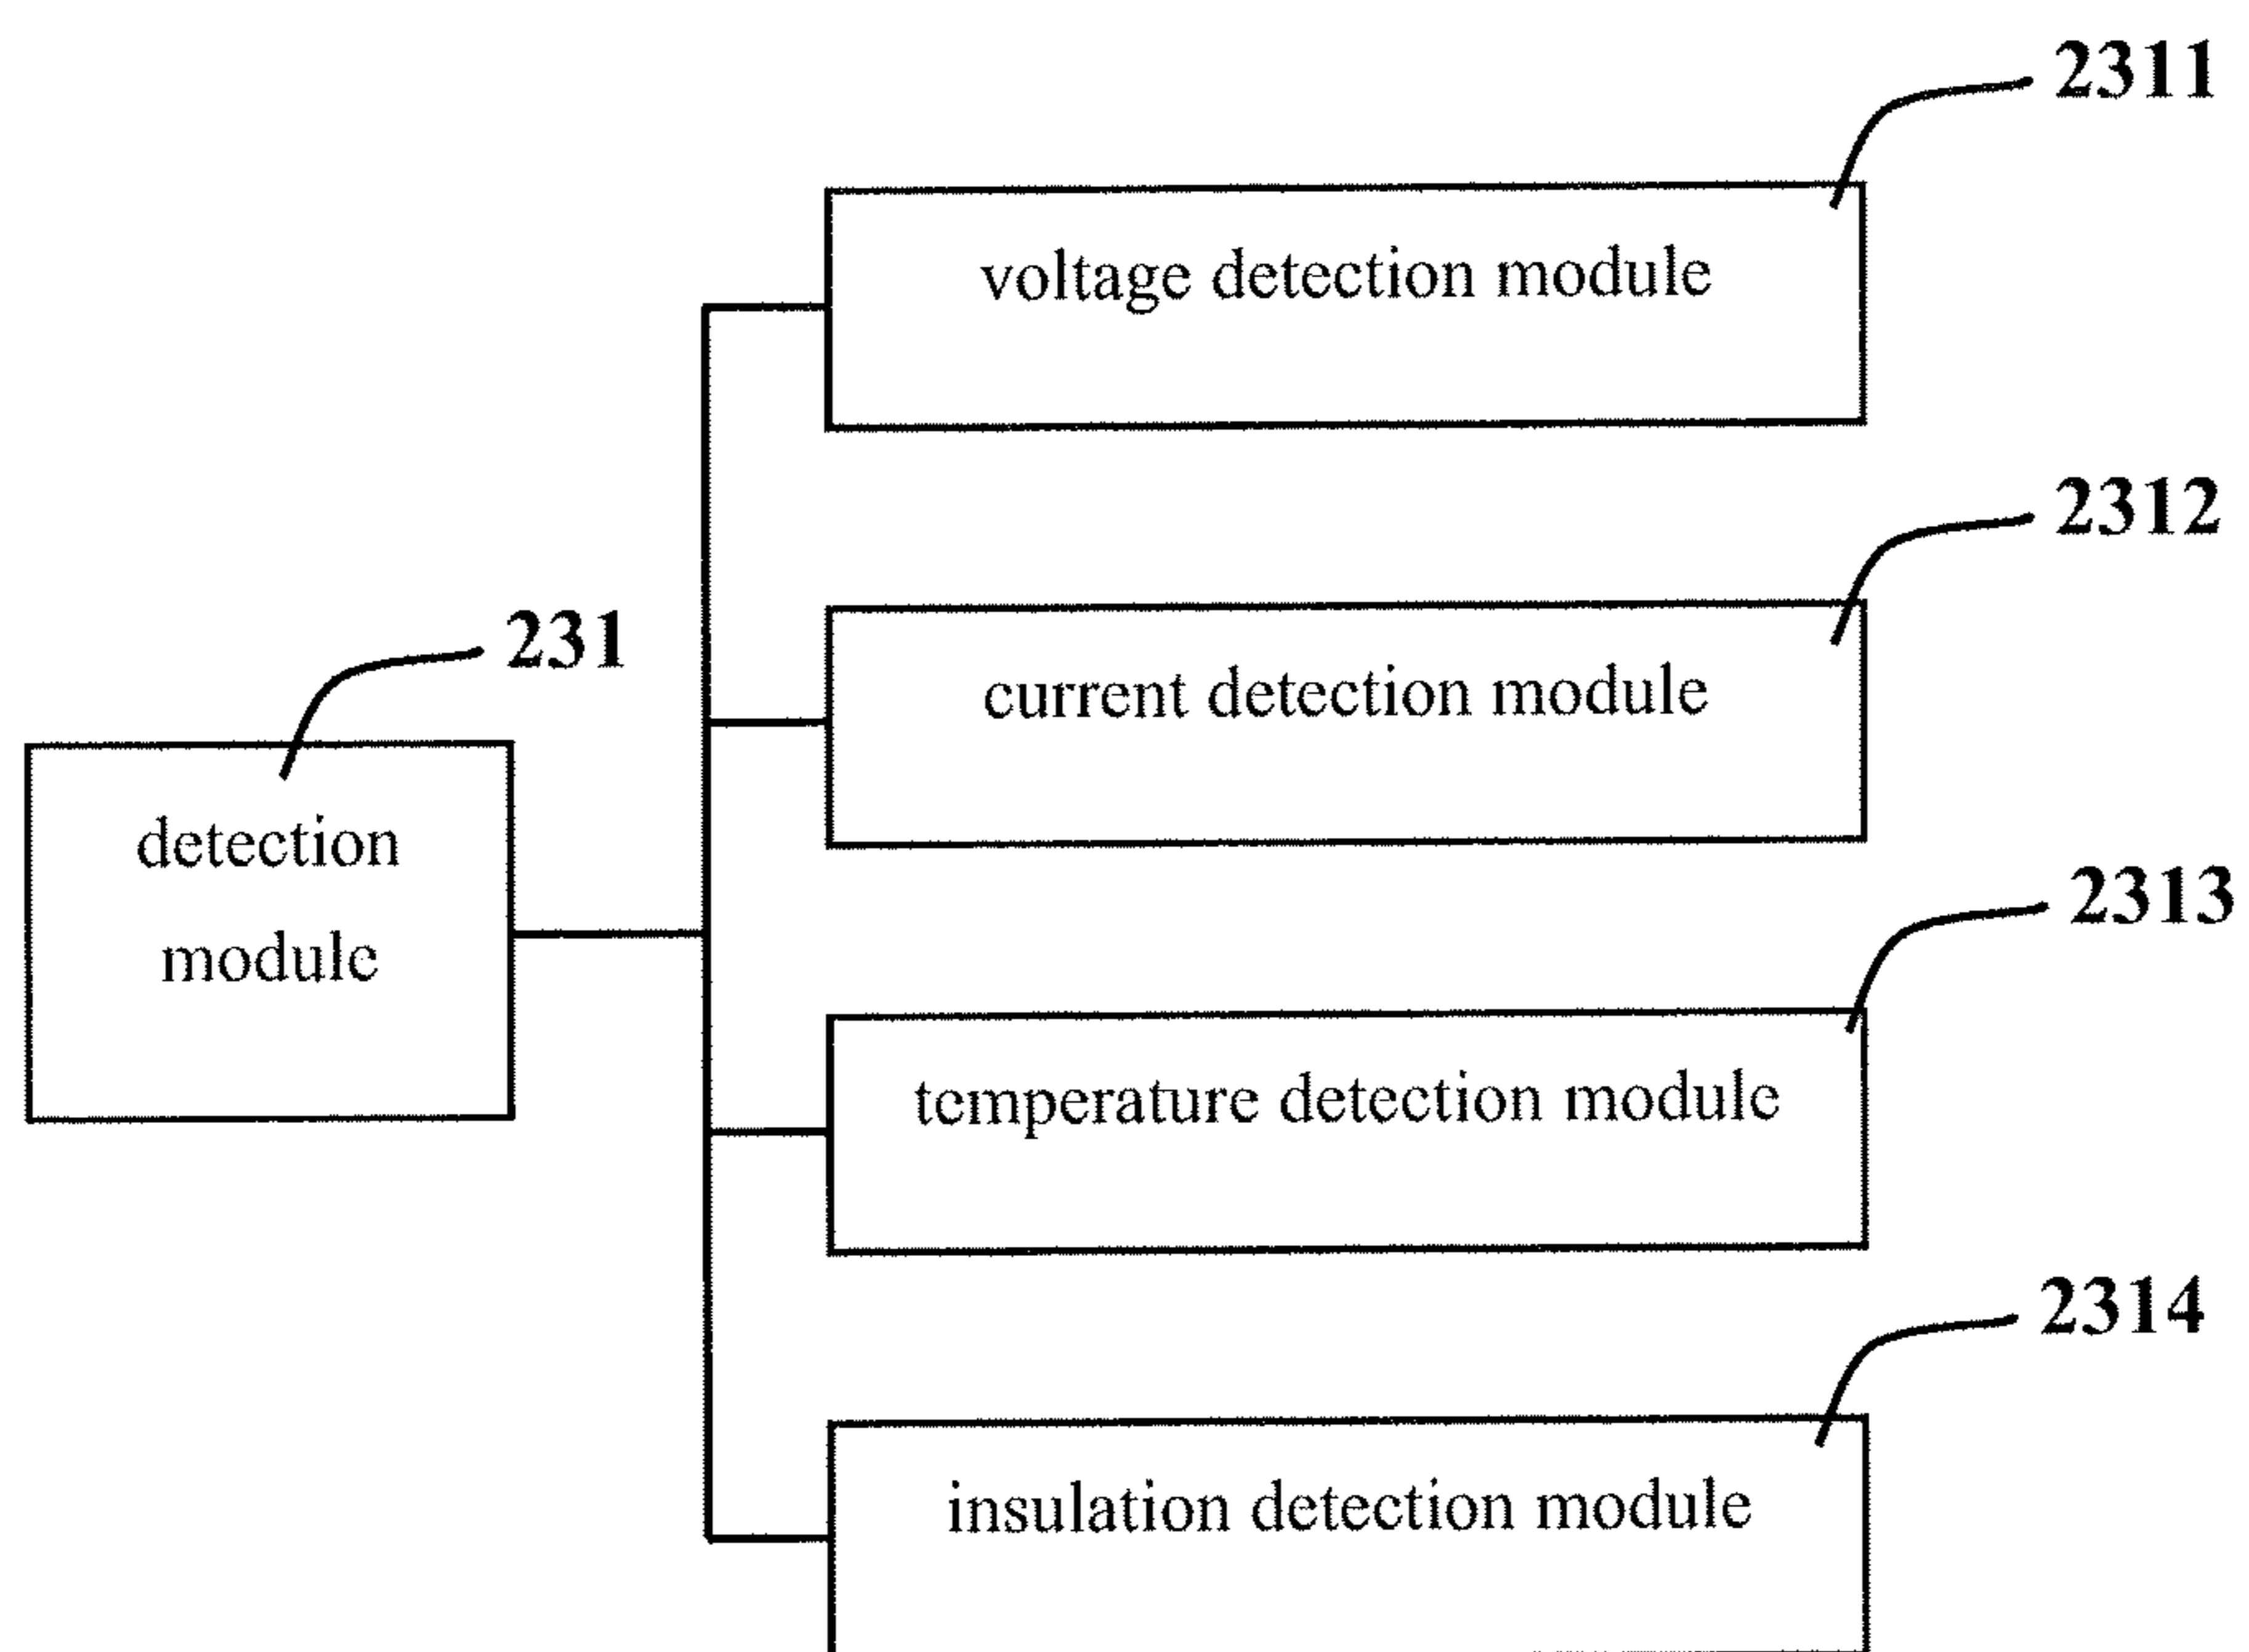 2311
voltage detection module
2312
current detection module
231
detection
module
2313
temperature detection module
2314
insulation detection module